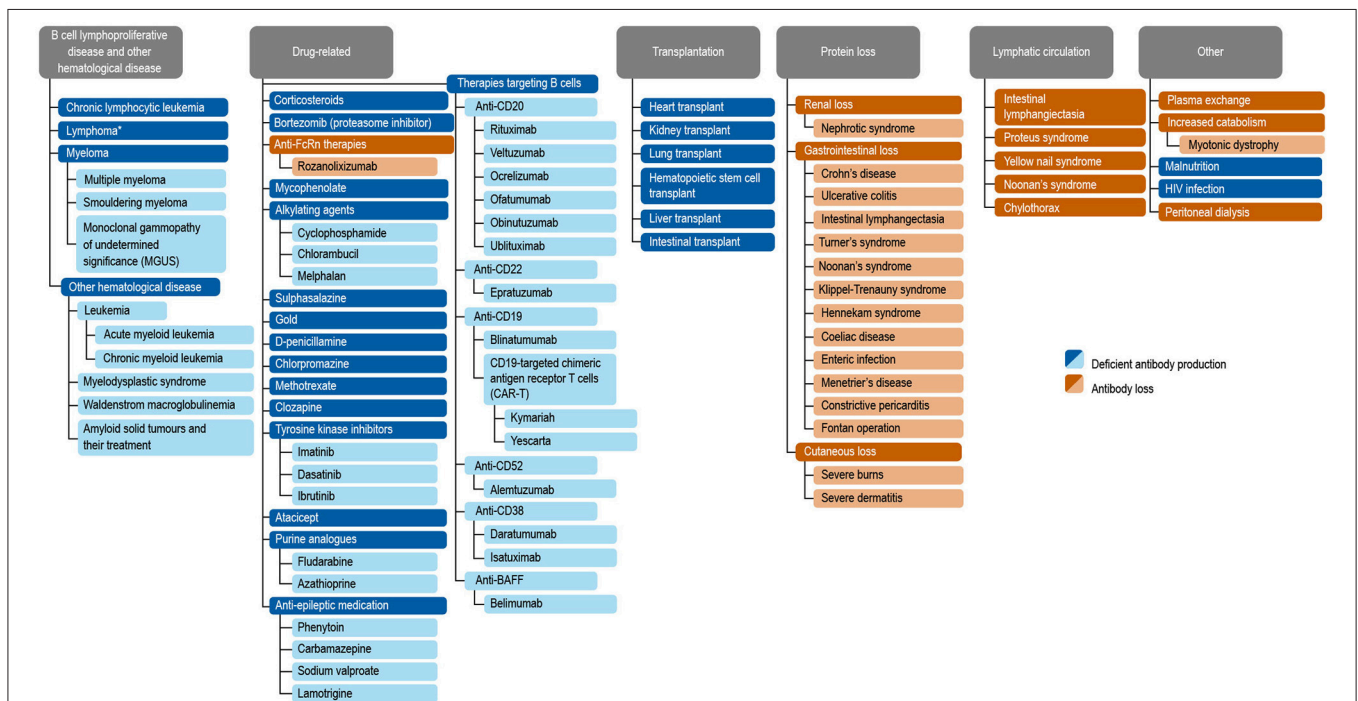 B cell lymphoproliferative
disease and other
hematological disease
Chronic lymphocytic leukemia
Lymphoma*
Myeloma
Multiple myeloma
Smouldering myeloma
Monoclonal gammopathy
of undetermined
significance (MGUS)
Other hematological disease
Leukemia
Acute myeloid leukemia
Chronic myeloid leukemia
Myelodysplastic syndrome
Waldenstrom macroglobulinemia
Amyloid solid tumours and
their treatment
Drug-related
Corticosteroids
Bortezomib (proteasome inhibitor)
Anti-FcRn therapies
Rozanolixizumab
Mycophenolate
Alkylating agents
Cyclophosphamide
Chlorambucil
Melphalan
Sulphasalazine
Gold
D-penicillamine
Chlorpromazine
Methotrexate
Clozapine
Tyrosine kinase inhibitors
Imatinib
Dasatinib
Ibrutinib
Atacicept
Purine analogues
Fludarabine
Azathioprine
Anti-epileptic medication
Phenytoin
Carbamazepine
Sodium valproate
Lamotrigine
Therapies targeting B cells
Anti-CD20
Rituximab
Veltuzumab
Ocrelizumab
Ofatumumab
Obinutuzumab
Ublituximab
Anti-CD22
Epratuzumab
Anti-CD19
Blinatumumab
CD19-targeted chimeric
antigen receptor T cells
(CAR-T)
Kymariah
Yescarta
Anti-CD52
Alemtuzumab
Anti-CD38
Daratumumab
Isatuximab
Anti-BAFF
Belimumab
Transplantation
Heart transplant
Kidney transplant
Lung transplant
Hematopoietic stem cell
transplant
Liver transplant
Intestinal transplant
Protein loss
Renal loss
Nephrotic syndrome
Gastrointestinal loss
Crohn's disease
Ulcerative colitis
Intestinal lymphangectasia
Turner's syndrome
Noonan's syndrome
Klippel-Trenauny syndrome
Hennekam syndrome
Coeliac disease
Enteric infection
Menetrier's disease
Constrictive pericarditis
Fontan operation
Cutaneous loss
Severe burns
Severe dermatitis
Lymphatic circulation
Intestinal
lymphangiectasia
Proteus syndrome
Yellow nail syndrome
Noonan's syndrome
Chylothorax
Other
Plasma exchange
Increased catabolism
Myotonic dystrophy
Malnutrition
HIV infection
Peritoneal dialysis
Deficient antibody production
Antibody loss